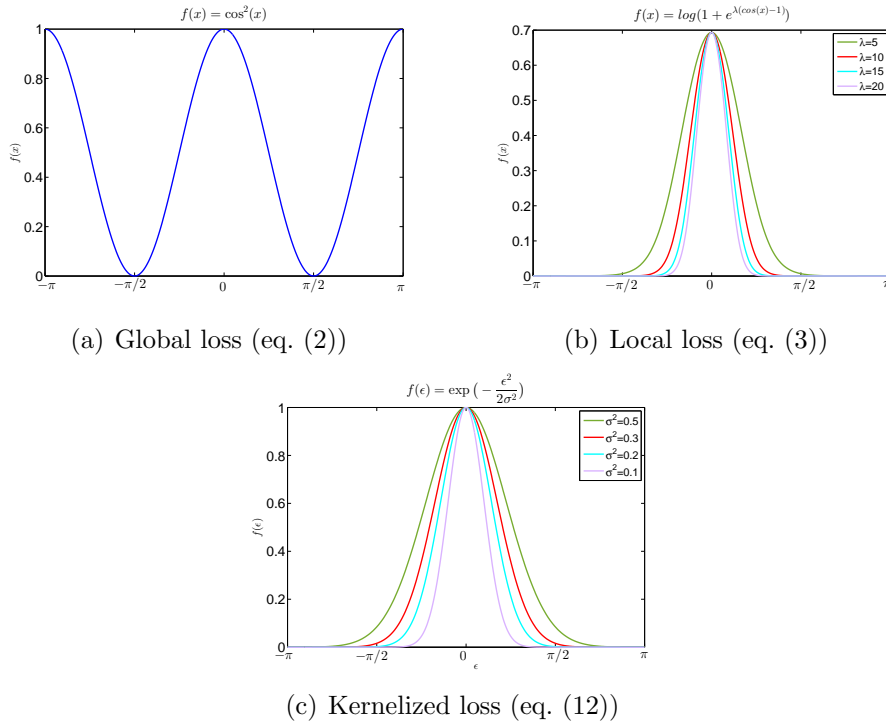 f(x) = cos²(x)
1
0.8
0.6
0.4
0.2
0
f(x)
−π
−π/2
0
π/2
π
(a) Global loss (eq. (2))
f(x) = log(1 + e^{λ(cos(x)−1)})
0.7
0.6
0.5
0.4
0.3
0.2
0.1
0
f(x)
−π
−π/2
0
π/2
π
λ=5
λ=10
λ=15
λ=20
(b) Local loss (eq. (3))
f(ϵ) = exp(−ϵ²/2σ²)
1
0.8
0.6
0.4
0.2
0
f(ϵ)
−π
−π/2
0
π/2
π
ϵ
σ²=0.5
σ²=0.3
σ²=0.2
σ²=0.1
(c) Kernelized loss (eq. (12))